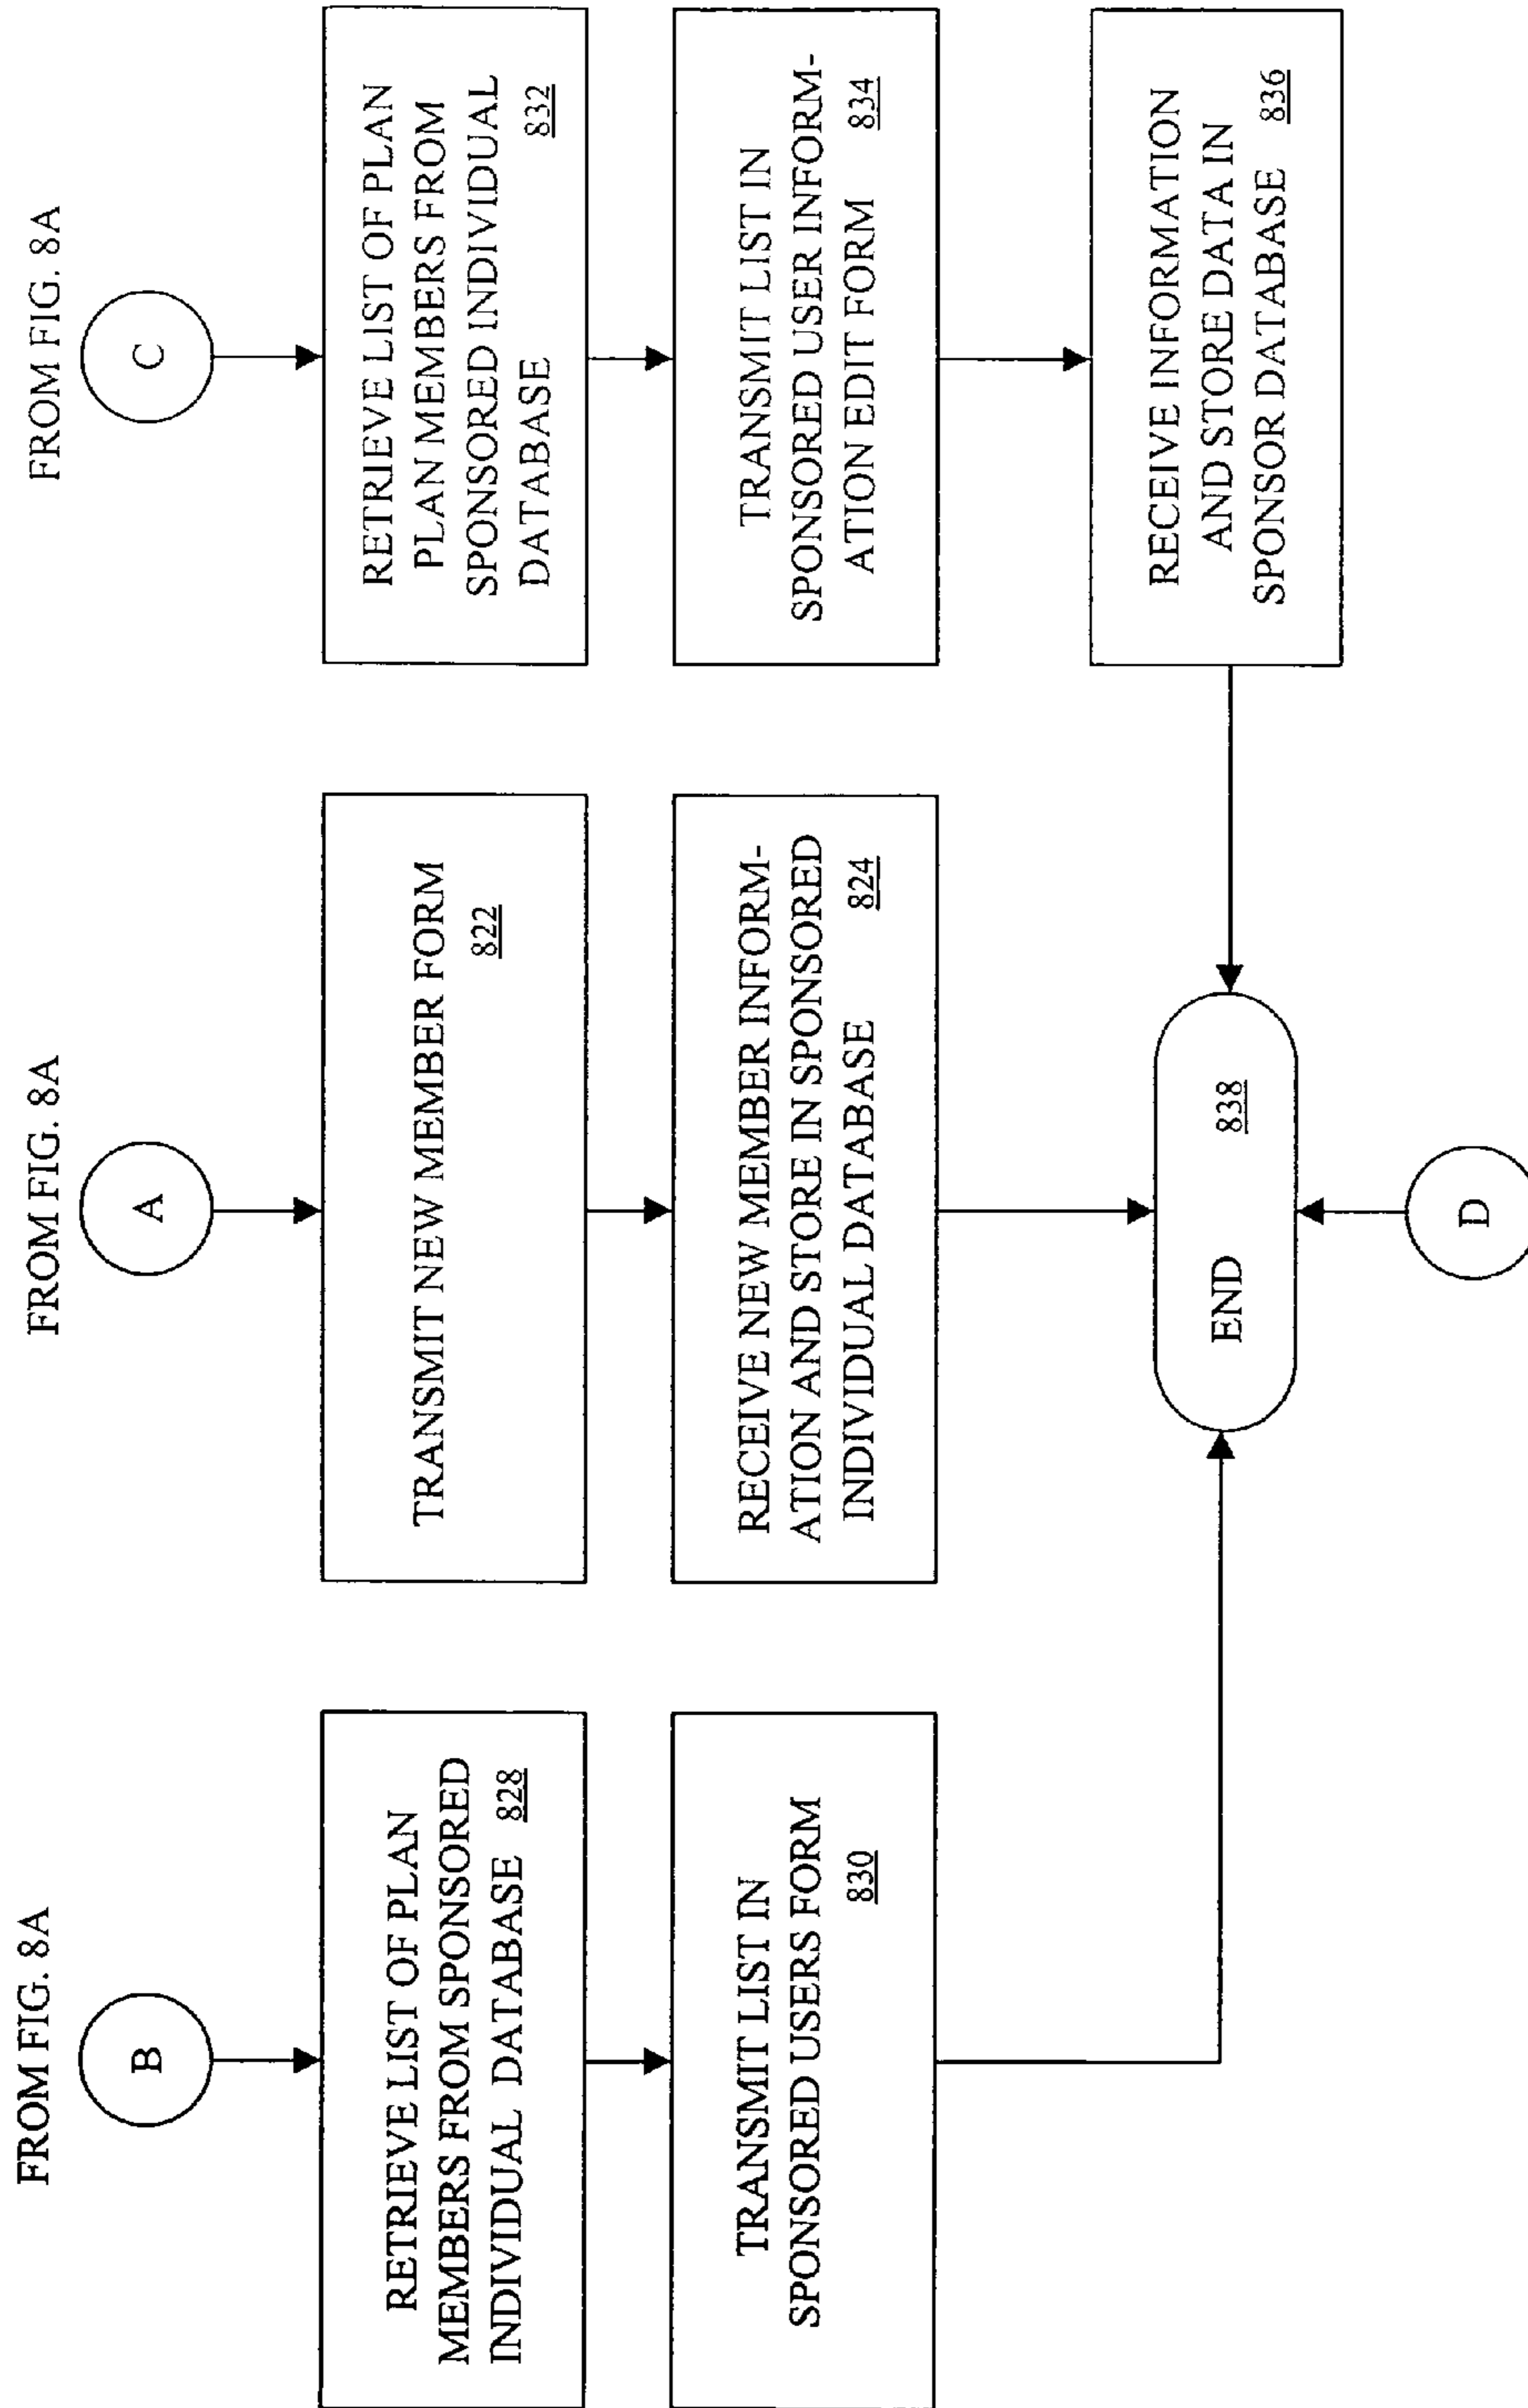 FROM FIG. 8A
B
RETRIEVE LIST OF PLAN
MEMBERS FROM SPONSORED
INDIVIDUAL DATABASE 828
TRANSMIT LIST IN
SPONSORED USERS FORM
830
FROM FIG. 8A
A
TRANSMIT NEW MEMBER FORM
822
RECEIVE NEW MEMBER INFORM-
ATION AND STORE IN SPONSORED
INDIVIDUAL DATABASE 824
END 838
D
FROM FIG. 8A
C
RETRIEVE LIST OF PLAN
PLAN MEMBERS FROM
SPONSORED INDIVIDUAL
DATABASE 832
TRANSMIT LIST IN
SPONSORED USER INFORM-
ATION EDIT FORM 834
RECEIVE INFORMATION
AND STORE DATA IN
SPONSOR DATABASE 836